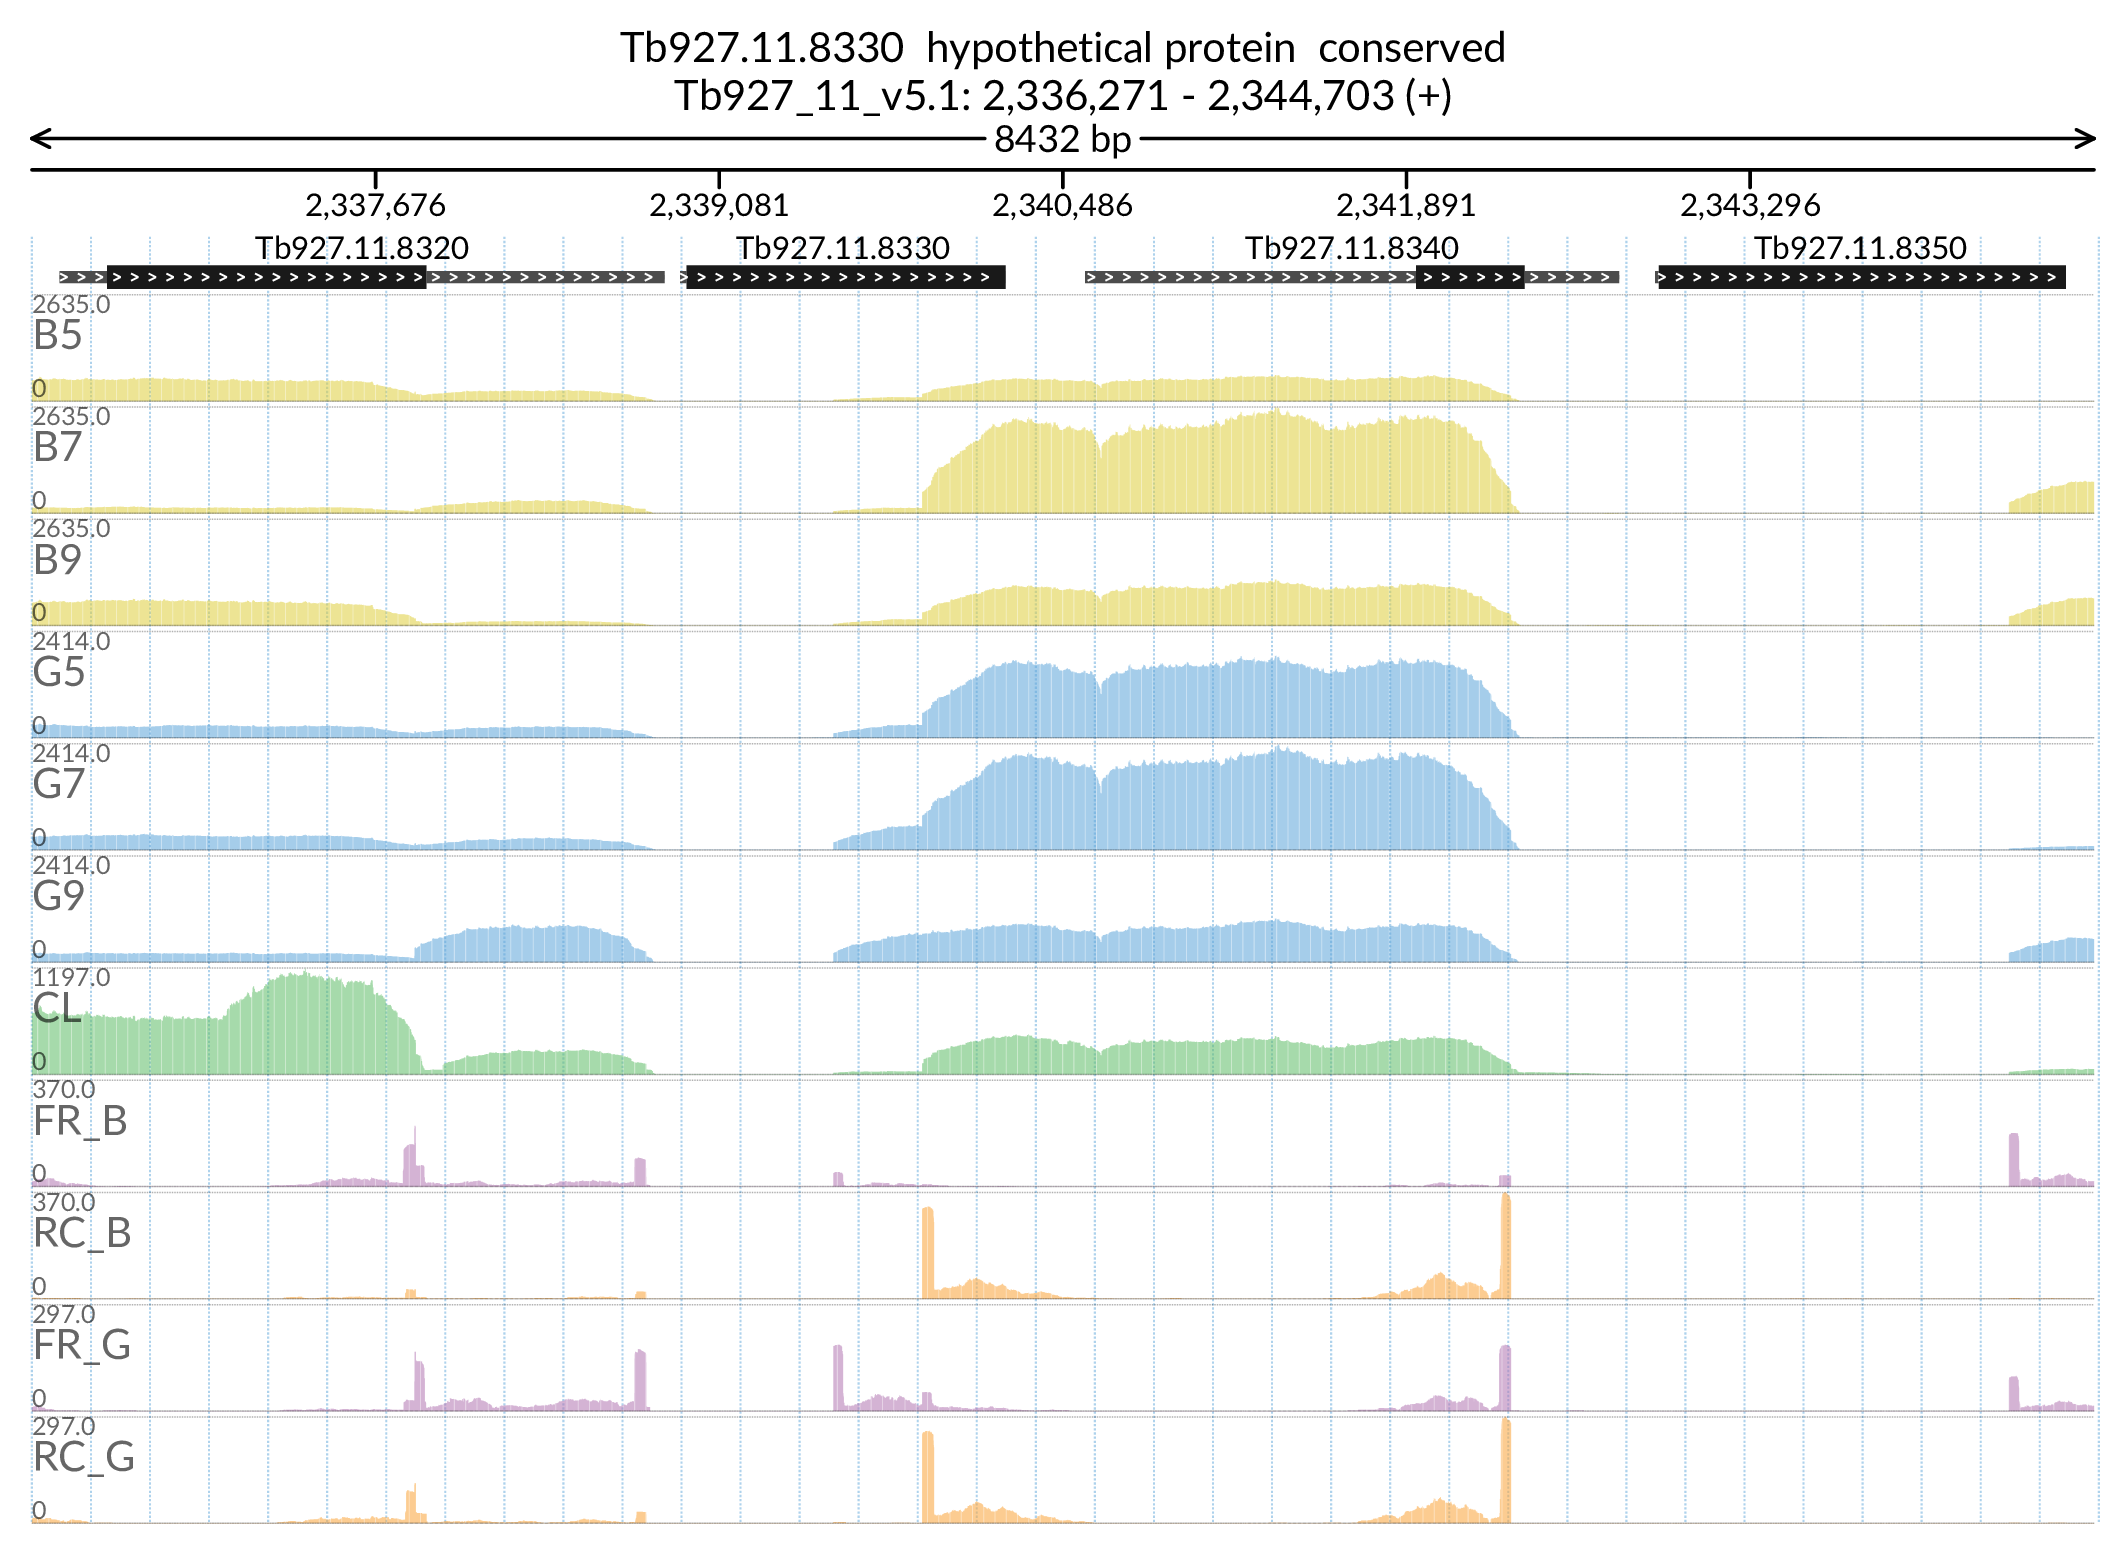 Tb927.11.8330 hypothetical protein conserved
Tb927_11_v5.1: 2,336,271 - 2,344,703 (+)
8432 bp
2,337,676 2,339,081 2,340,486 2,341,891 2,343,296
Tb927.11.8320 Tb927.11.8330 Tb927.11.8340 Tb927.11.8350
2635.0
B5
0
2635.0
B7
0
2635.0
B9
0
2414.0
G5
0
2414.0
G7
0
2414.0
G9
0
1197.0
CL
0
370.0
FR_B
0
370.0
RC_B
0
297.0
FR_G
0
297.0
RC_G
0